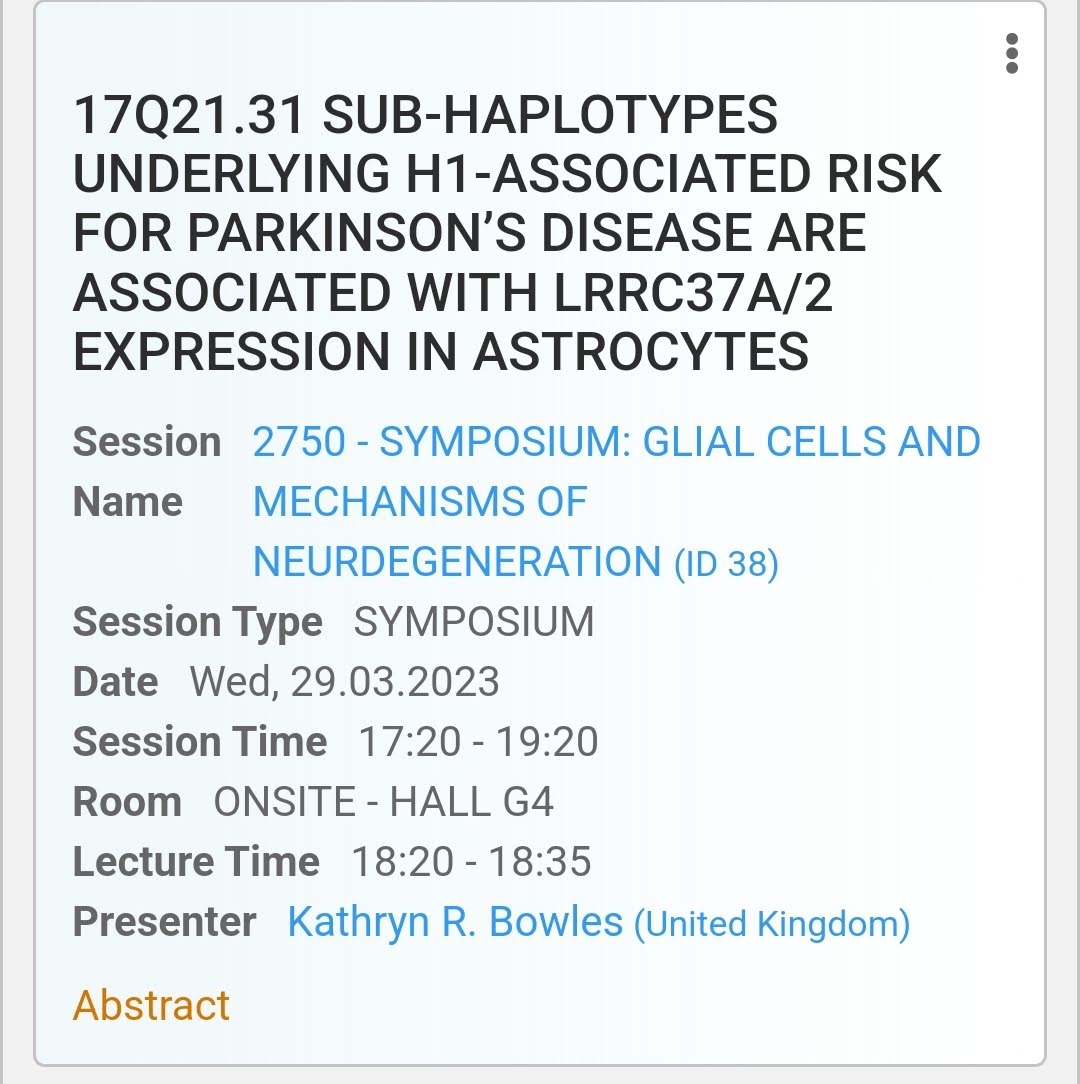 17Q21.31 SUB-HAPLOTYPES
UNDERLYING H1-ASSOCIATED RISK
FOR PARKINSON’S DISEASE ARE
ASSOCIATED WITH LRRC37A/2
EXPRESSION IN ASTROCYTES
Session 2750 - SYMPOSIUM: GLIAL CELLS AND
Name MECHANISMS OF
NEURDEGENERATION (ID 38)
Session Type SYMPOSIUM
Date Wed, 29.03.2023
Session Time 17:20 - 19:20
Room ONSITE - HALL G4
Lecture Time 18:20 - 18:35
Presenter Kathryn R. Bowles (United Kingdom)
Abstract